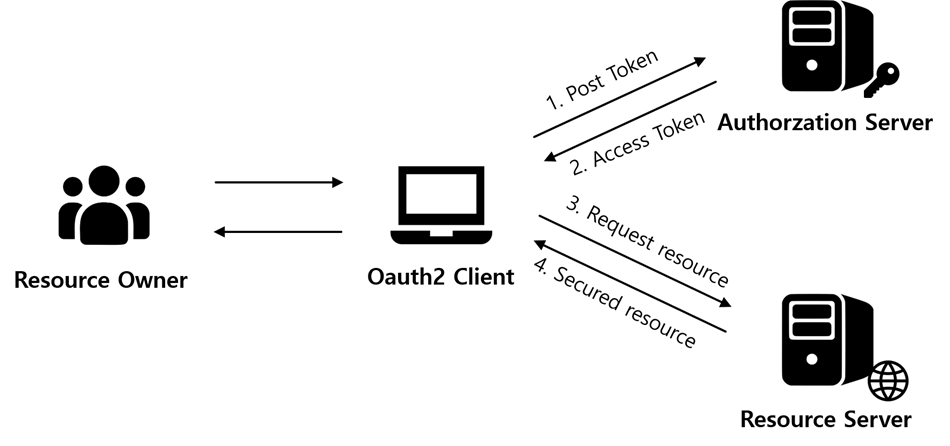 1. Post Token
Authorzation Server
2. Access Token
Resource Owner
Oauth2 Client
3. Request resource
4. Secured resource
Resource Server